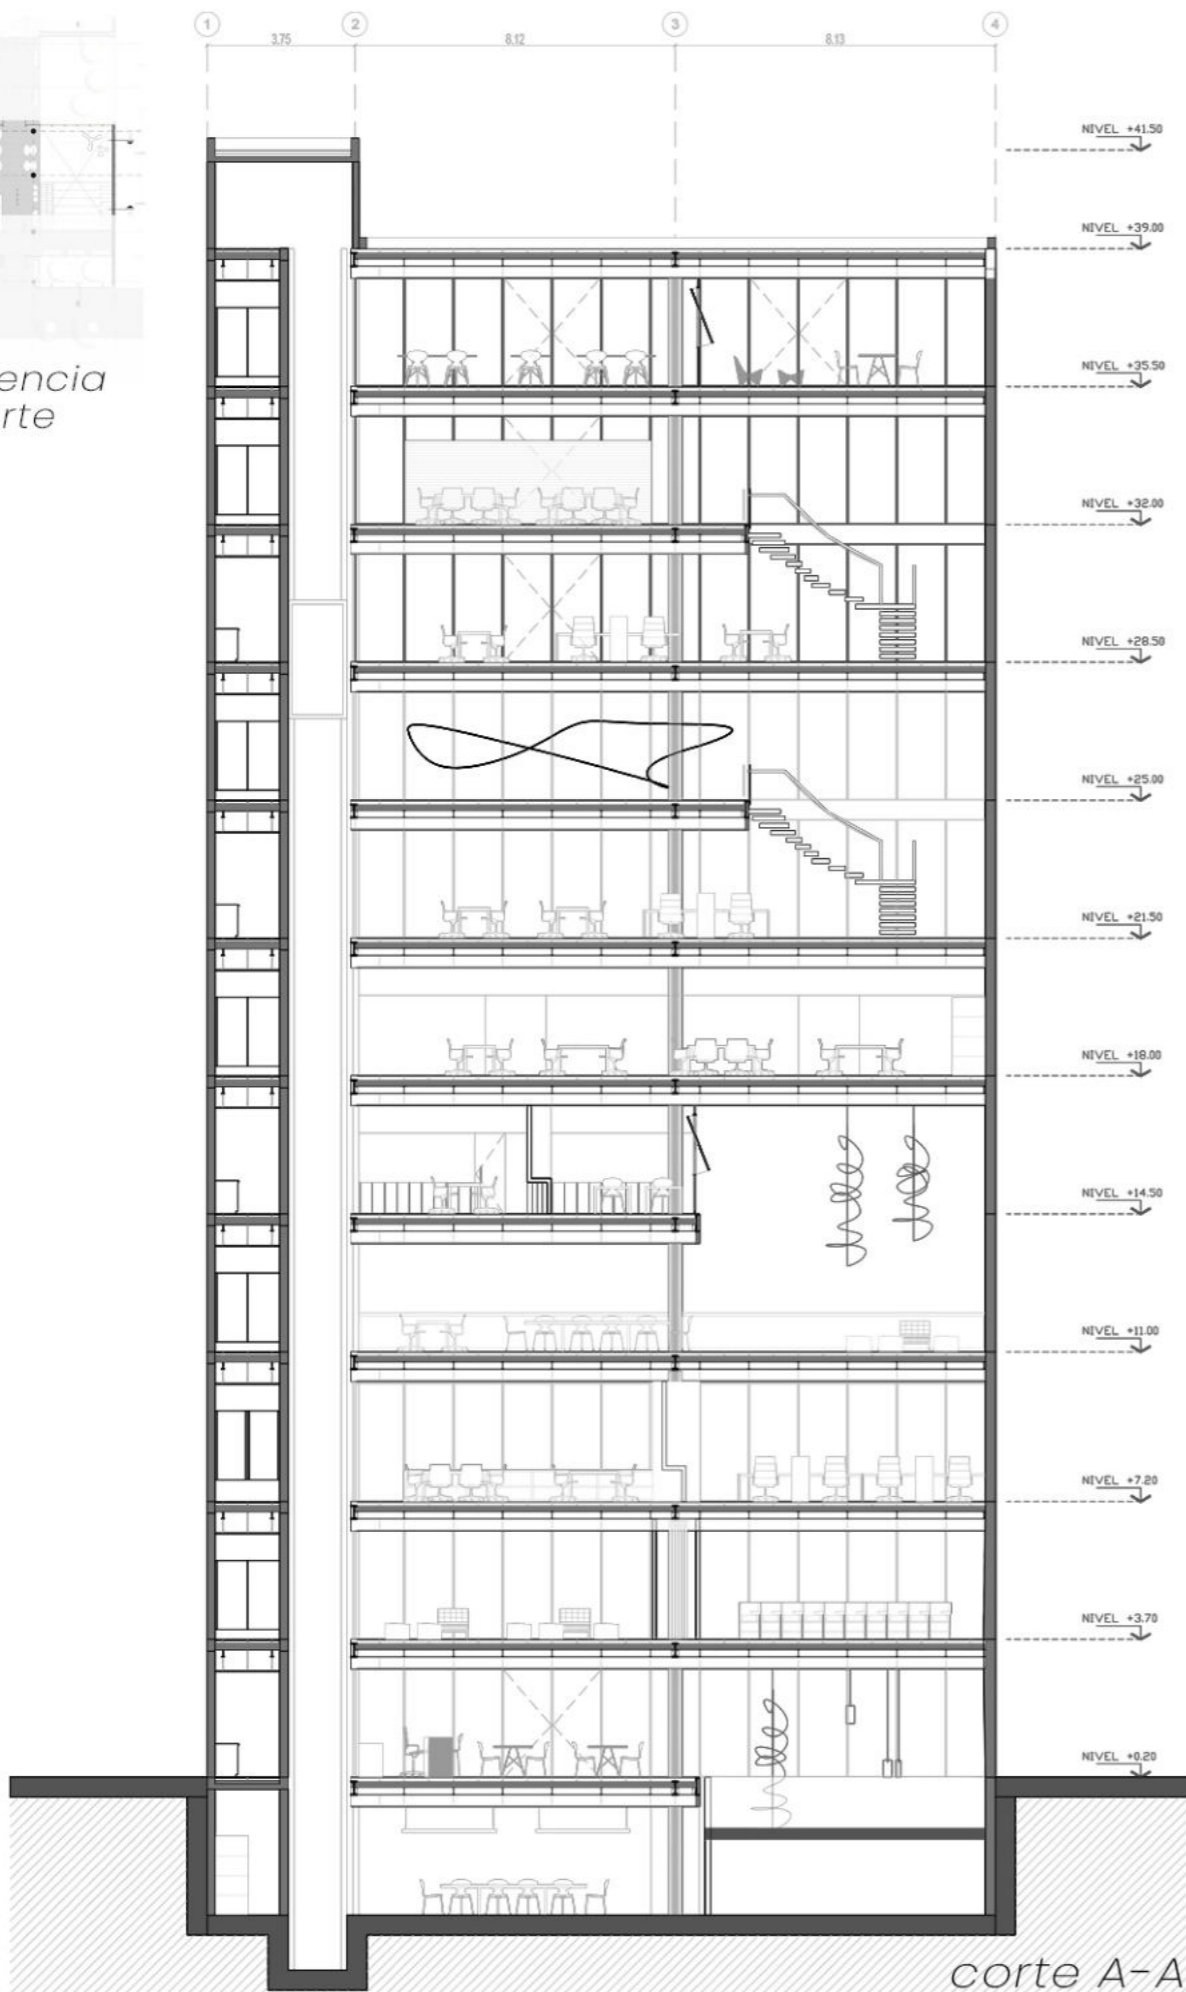 1
2
3
4
3.75
8.12
8.13
NIVEL +41.50
NIVEL +39.00
NIVEL +35.50
encia
rte
NIVEL +32.00
NIVEL +28.50
NIVEL +25.00
NIVEL +21.50
NIVEL +18.00
NIVEL +14.50
NIVEL +11.00
NIVEL +7.20
NIVEL +3.70
NIVEL +0.20
corte A-A